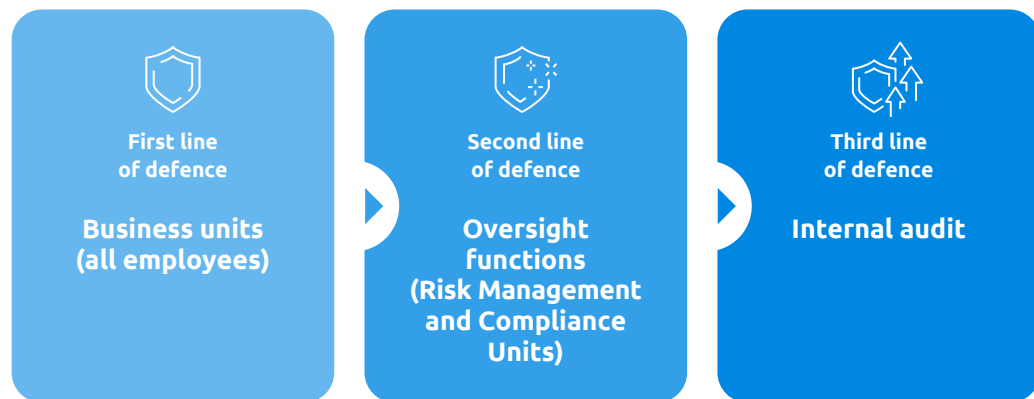 First line
of defence
Business units
(all employees)
Second line
of defence
Oversight
functions
(Risk Management
and Compliance
Units)
Third line
of defence
Internal audit